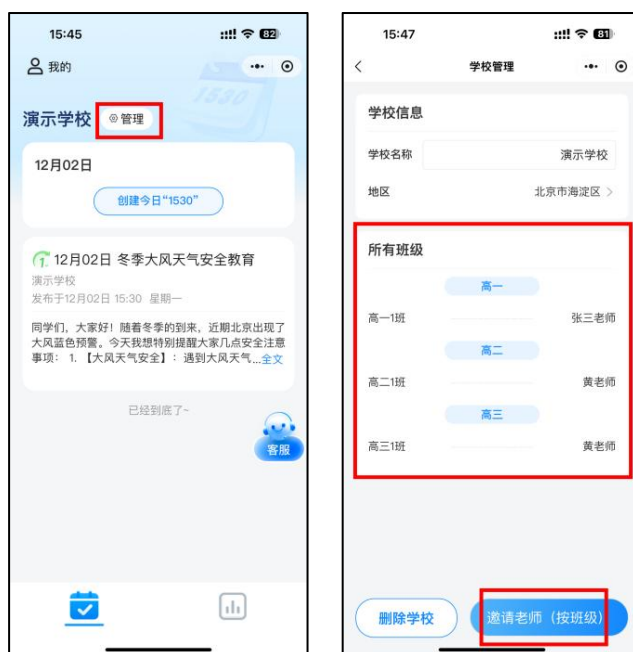 15:45
82
我的
1530
演示学校
管理
12月02日
创建今日“1530”
12月02日 冬季大风天气安全教育
演示学校
发布于12月02日 15:30 星期一
同学们，大家好！随着冬季的到来，近期北京出现了
大风蓝色预警。今天我想特别提醒大家几点安全注意
事项： 1. 【大风天气安全】：遇到大风天气...全文
已经到底了~
客服
15:47
81
学校管理
学校信息
学校名称 演示学校
地区 北京市海淀区
所有班级
高一
高一1班 张三老师
高二
高二1班 黄老师
高三
高三1班 黄老师
删除学校
邀请老师（按班级）